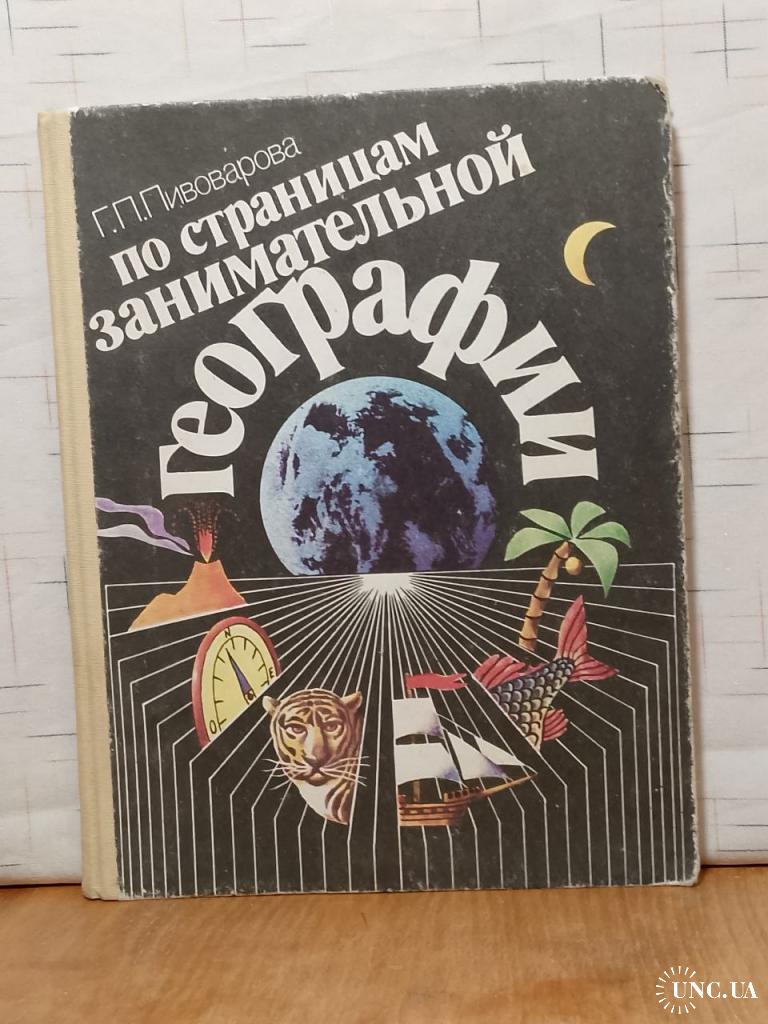 Г.П.Пивоварова
по страницам
занимательной
географии
N
E
O
UNC.UA